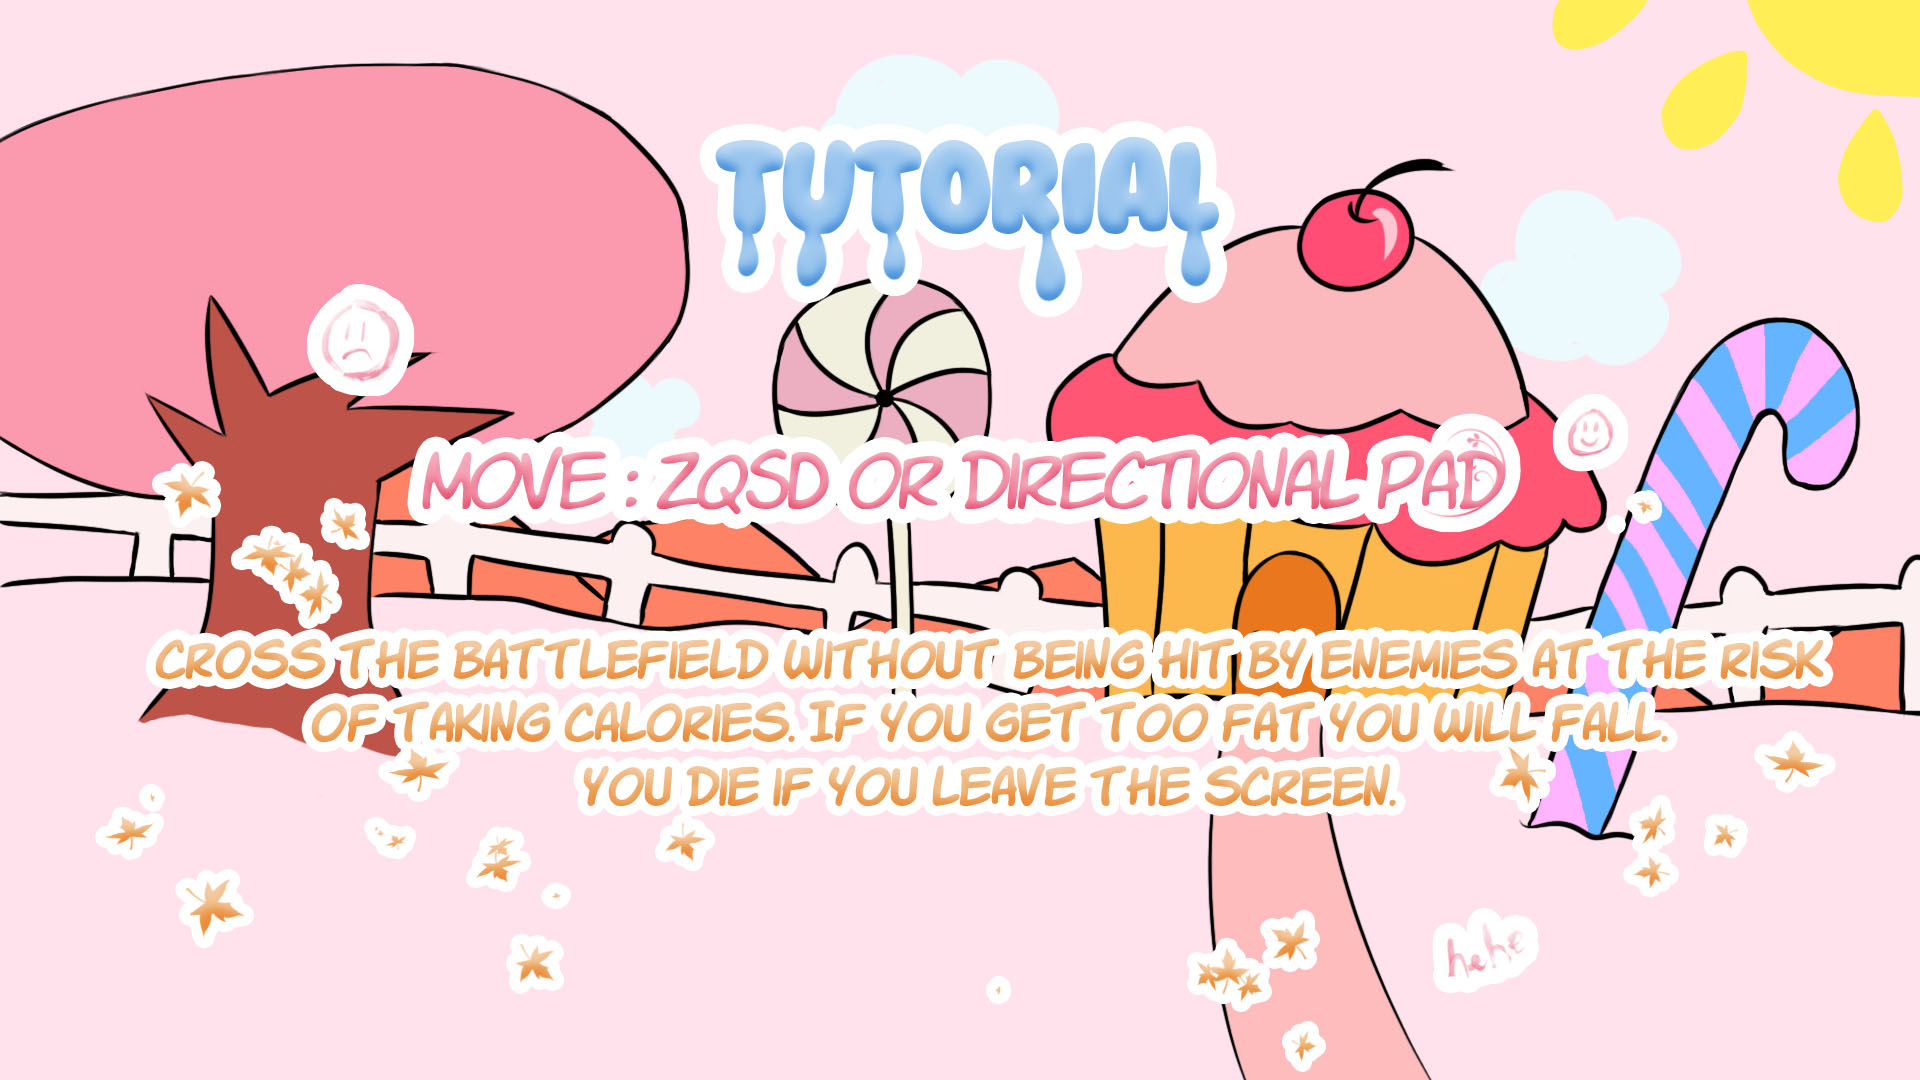 TUTORIAL
MOVE : ZQSD OR DIRECTIONAL PAD
CROSS THE BATTLEFIELD WITHOUT BEING HIT BY ENEMIES AT THE RISK
OF TAKING CALORIES. IF YOU GET TOO FAT YOU WILL FALL.
YOU DIE IF YOU LEAVE THE SCREEN.
hehe